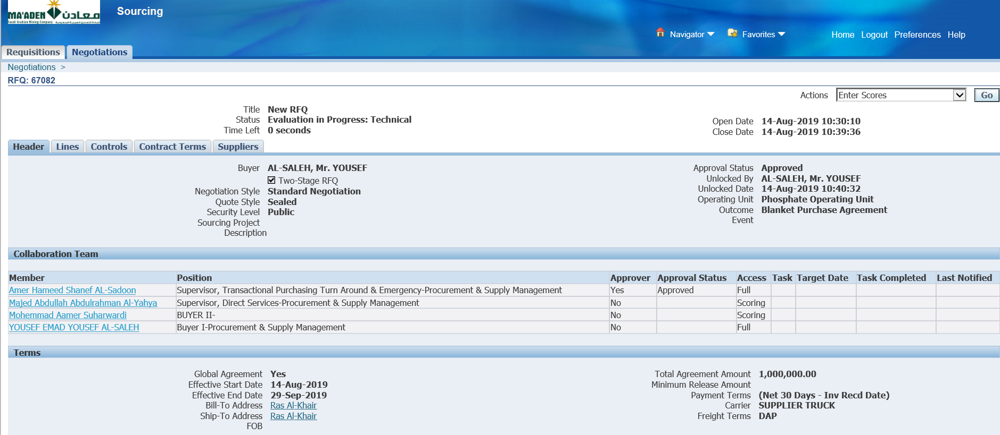 MA'ADEN معادن
Saudi Arabian Mining Company
Sourcing
Navigator Favorites Home Logout Preferences Help
Requisitions Negotiations
Negotiations >
RFQ: 67082
Actions Enter Scores Go
Title New RFQ
Status Evaluation in Progress: Technical
Time Left 0 seconds
Open Date 14-Aug-2019 10:30:10
Close Date 14-Aug-2019 10:39:36
Header Lines Controls Contract Terms Suppliers
Buyer AL-SALEH, Mr. YOUSEF
Two-Stage RFQ
Negotiation Style Standard Negotiation
Quote Style Sealed
Security Level Public
Sourcing Project
Description
Approval Status Approved
Unlocked By AL-SALEH, Mr. YOUSEF
Unlocked Date 14-Aug-2019 10:40:32
Operating Unit Phosphate Operating Unit
Outcome Blanket Purchase Agreement
Event
Collaboration Team
Member Position Approver Approval Status Access Task Target Date Task Completed Last Notified
Amer Hameed Shanef AL-Sadoon Supervisor, Transactional Purchasing Turn Around & Emergency-Procurement & Supply Management Yes Approved Full
Majed Abdullah Abdulrahman Al-Yahya Supervisor, Direct Services-Procurement & Supply Management No Scoring
Mohemmad Aamer Suharwardi BUYER II- No Scoring
YOUSEF EMAD YOUSEF AL-SALEH Buyer I-Procurement & Supply Management No Full
Terms
Global Agreement Yes
Effective Start Date 14-Aug-2019
Effective End Date 29-Sep-2019
Bill-To Address Ras Al-Khair
Ship-To Address Ras Al-Khair
FOB
Total Agreement Amount 1,000,000.00
Minimum Release Amount
Payment Terms (Net 30 Days - Inv Recd Date)
Carrier SUPPLIER TRUCK
Freight Terms DAP